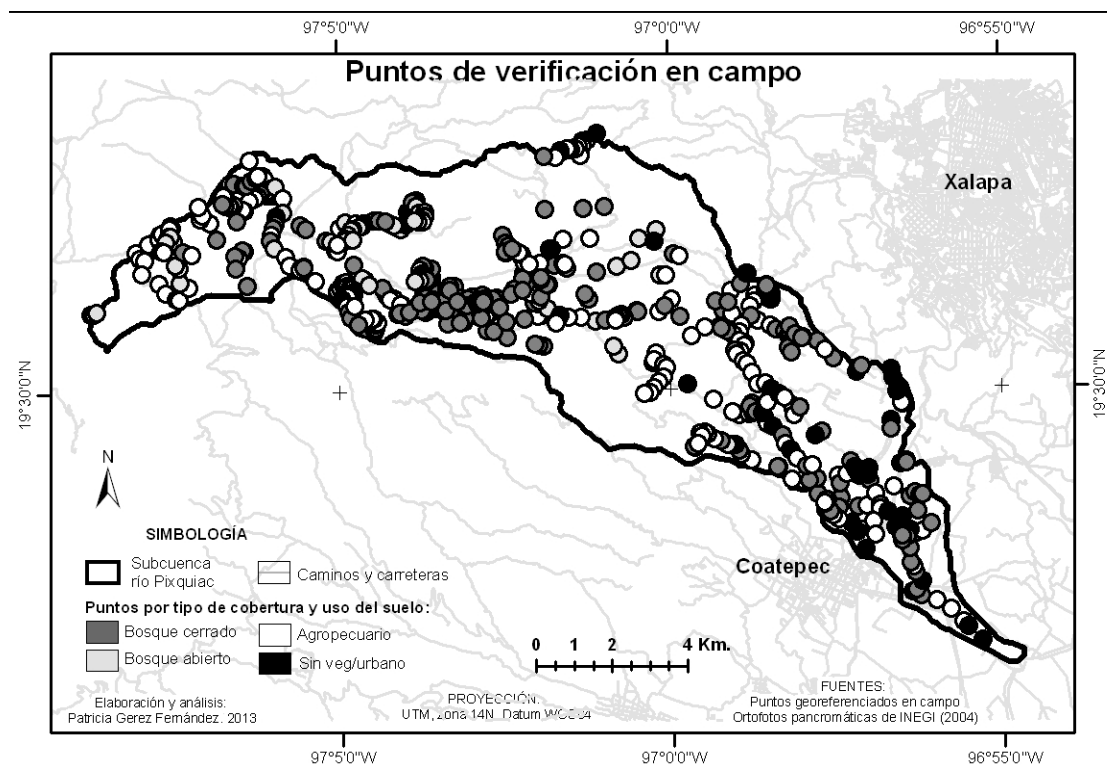 97°5'0"W
97°0'0"W
96°55'0"W
Puntos de verificación en campo
Xalapa
19°30'0"N
19°30'0"N
N
SIMBOLOGÍA
Subcuenca
río Pixquiac
Caminos y carreteras
Puntos por tipo de cobertura y uso del suelo:
Bosque cerrado
Agropecuario
Bosque abierto
Sin veg/urbano
Coatepec
0 1 2 4 Km.
Elaboración y análisis:
Patricia Gerez Fernández. 2013
PROYECCIÓN:
UTM, zona 14N Datum
FUENTES:
Puntos georeferenciados en campo
Ortofotos pancromáticas de INEGI (2004)
97°5'0"W
97°0'0"W
96°55'0"W